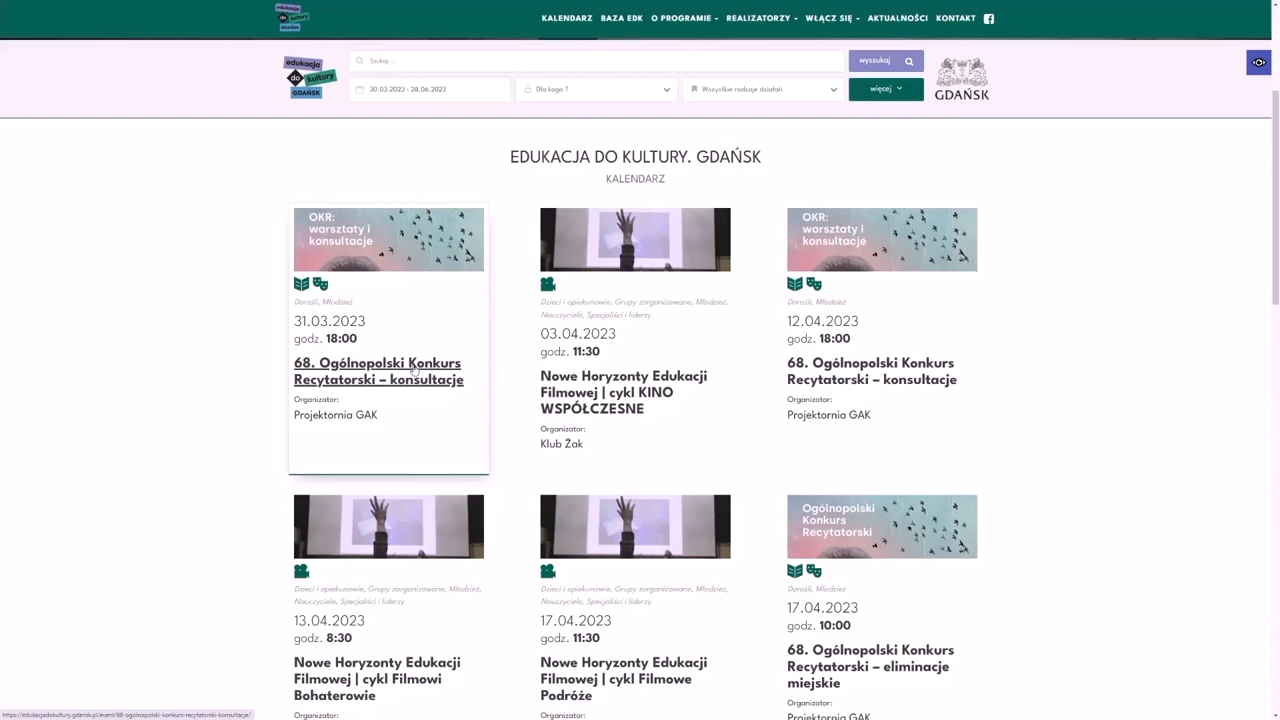 edukacja do kultury GDAŃSK
KALENDARZ BAZA EDK O PROGRAMIE REALIZATORZY WŁĄCZ SIĘ AKTUALNOŚCI KONTAKT
edukacja
do
kultury
GDAŃSK
Szukaj ...
wyszukaj
30.03.2023 - 28.06.2023
Dla kogo ?
Wszystkie rodzaje działań
więcej
GDAŃSK
EDUKACJA DO KULTURY. GDAŃSK
KALENDARZ
OKR:
warsztaty i
konsultacje
Dorośli, Młodzież
31.03.2023
godz. 18:00
68. Ogólnopolski Konkurs
Recytatorski – konsultacje
Organizator:
Projektornia GAK
Dzieci i opiekunowie, Grupy zorganizowane, Młodzież,
Nauczyciele, Specjaliści i liderzy
03.04.2023
godz. 11:30
Nowe Horyzonty Edukacji
Filmowej | cykl KINO
WSPÓŁCZESNE
Organizator:
Klub Żak
OKR:
warsztaty i
konsultacje
Dorośli, Młodzież
12.04.2023
godz. 18:00
68. Ogólnopolski Konkurs
Recytatorski – konsultacje
Organizator:
Projektornia GAK
Dzieci i opiekunowie, Grupy zorganizowane, Młodzież,
Nauczyciele, Specjaliści i liderzy
13.04.2023
godz. 8:30
Nowe Horyzonty Edukacji
Filmowej | cykl Filmowi
Bohaterowie
Organizator:
Dzieci i opiekunowie, Grupy zorganizowane, Młodzież,
Nauczyciele, Specjaliści i liderzy
17.04.2023
godz. 11:30
Nowe Horyzonty Edukacji
Filmowej | cykl Filmowe
Podróże
Organizator:
Ogólnopolski
Konkurs
Recytatorski
Dorośli, Młodzież
17.04.2023
godz. 10:00
68. Ogólnopolski Konkurs
Recytatorski – eliminacje
miejskie
Organizator:
Projektornia GAK
https://edukacjadokultury.gdansk.pl/event/68-ogolnopolski-konkurs-recytatorski-konsultacje/